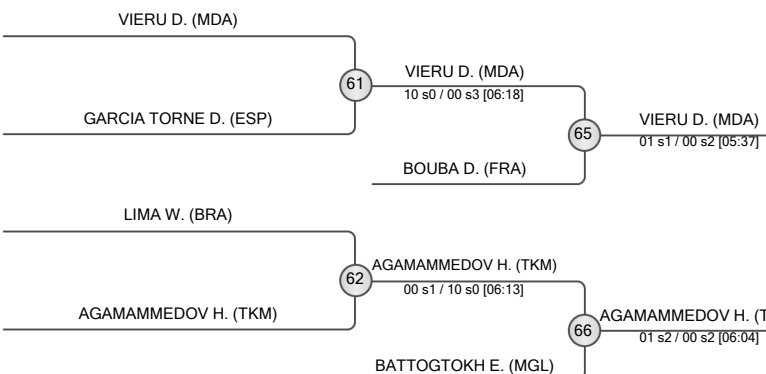 VIERU D. (MDA)
61
VIERU D. (MDA)
10 s0 / 00 s3 [06:18]
GARCIA TORNE D. (ESP)
65
VIERU D. (MDA)
01 s1 / 00 s2 [05:37]
BOUBA D. (FRA)
LIMA W. (BRA)
62
AGAMAMMEDOV H. (TKM)
00 s1 / 10 s0 [06:13]
AGAMAMMEDOV H. (TKM)
66
AGAMAMMEDOV H. (T
01 s2 / 00 s2 [06:04]
BATTOGTOKH E. (MGL)